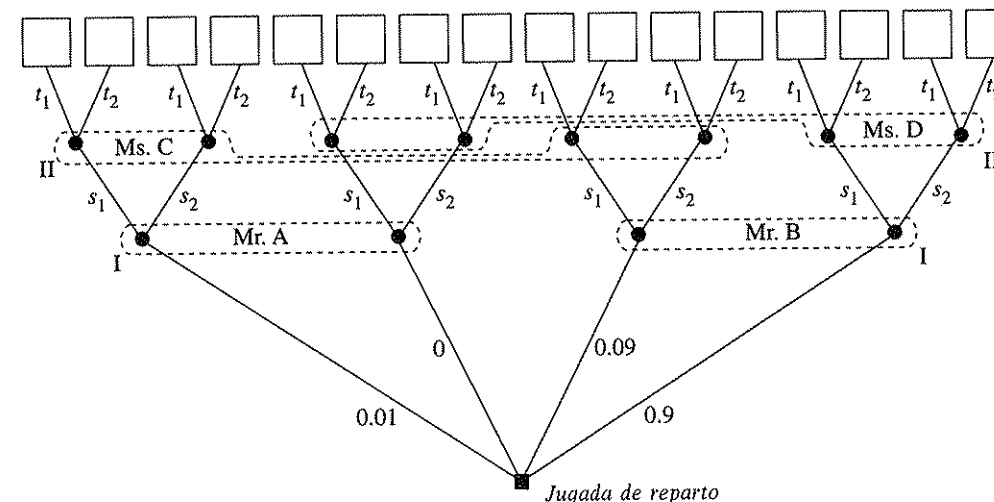 t₁ t₂ t₁ t₂ t₁ t₂ t₁ t₂ t₁ t₂ t₁ t₂ t₁ t₂ t₁
Ms. C Ms. D
II
s₁ s₂ s₁ s₂ s₁ s₂ s₁ s₂
Mr. A Mr. B
I I
0 0.09
0.01 0.9
Jugada de reparto